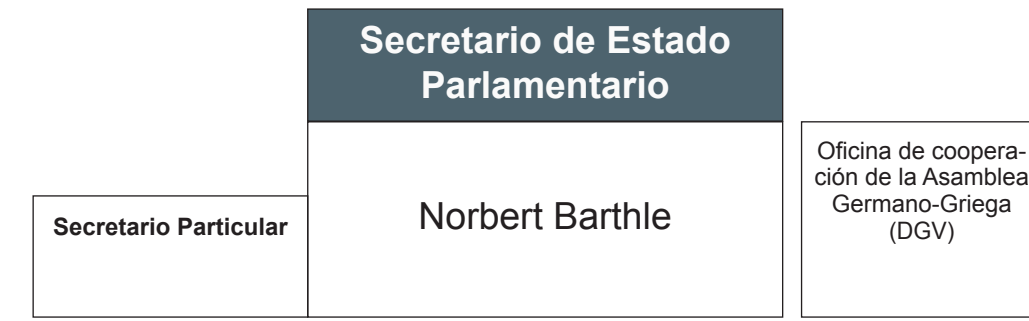 Secretario de Estado
Parlamentario
Norbert Barthle
Secretario Particular
Oficina de coopera-
ción de la Asamblea
Germano-Griega
(DGV)